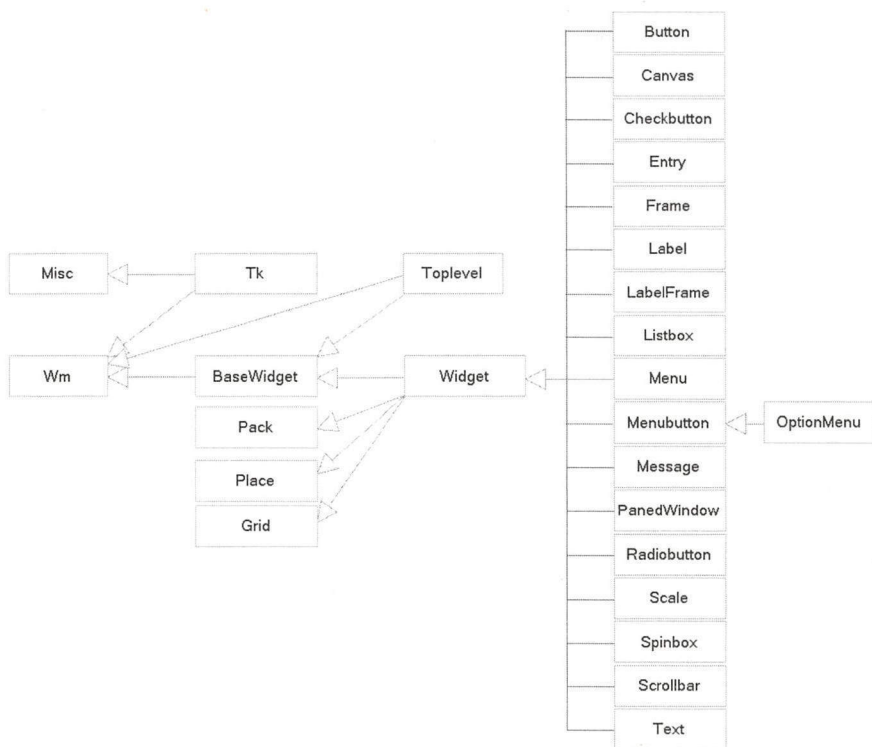 Button
Canvas
Checkbutton
Entry
Frame
Label
LabelFrame
Listbox
Menu
Menubutton
Message
PanedWindow
Radiobutton
Scale
Spinbox
Scrollbar
Text
Misc
Tk
Toplevel
Wm
BaseWidget
Widget
Pack
Place
Grid
OptionMenu